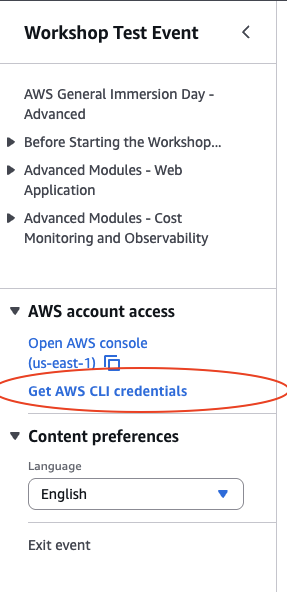 Workshop Test Event
AWS General Immersion Day -
Advanced
Before Starting the Workshop...
Advanced Modules - Web
Application
Advanced Modules - Cost
Monitoring and Observability
AWS account access
Open AWS console
(us-east-1)
Get AWS CLI credentials
Content preferences
Language
English
Exit event